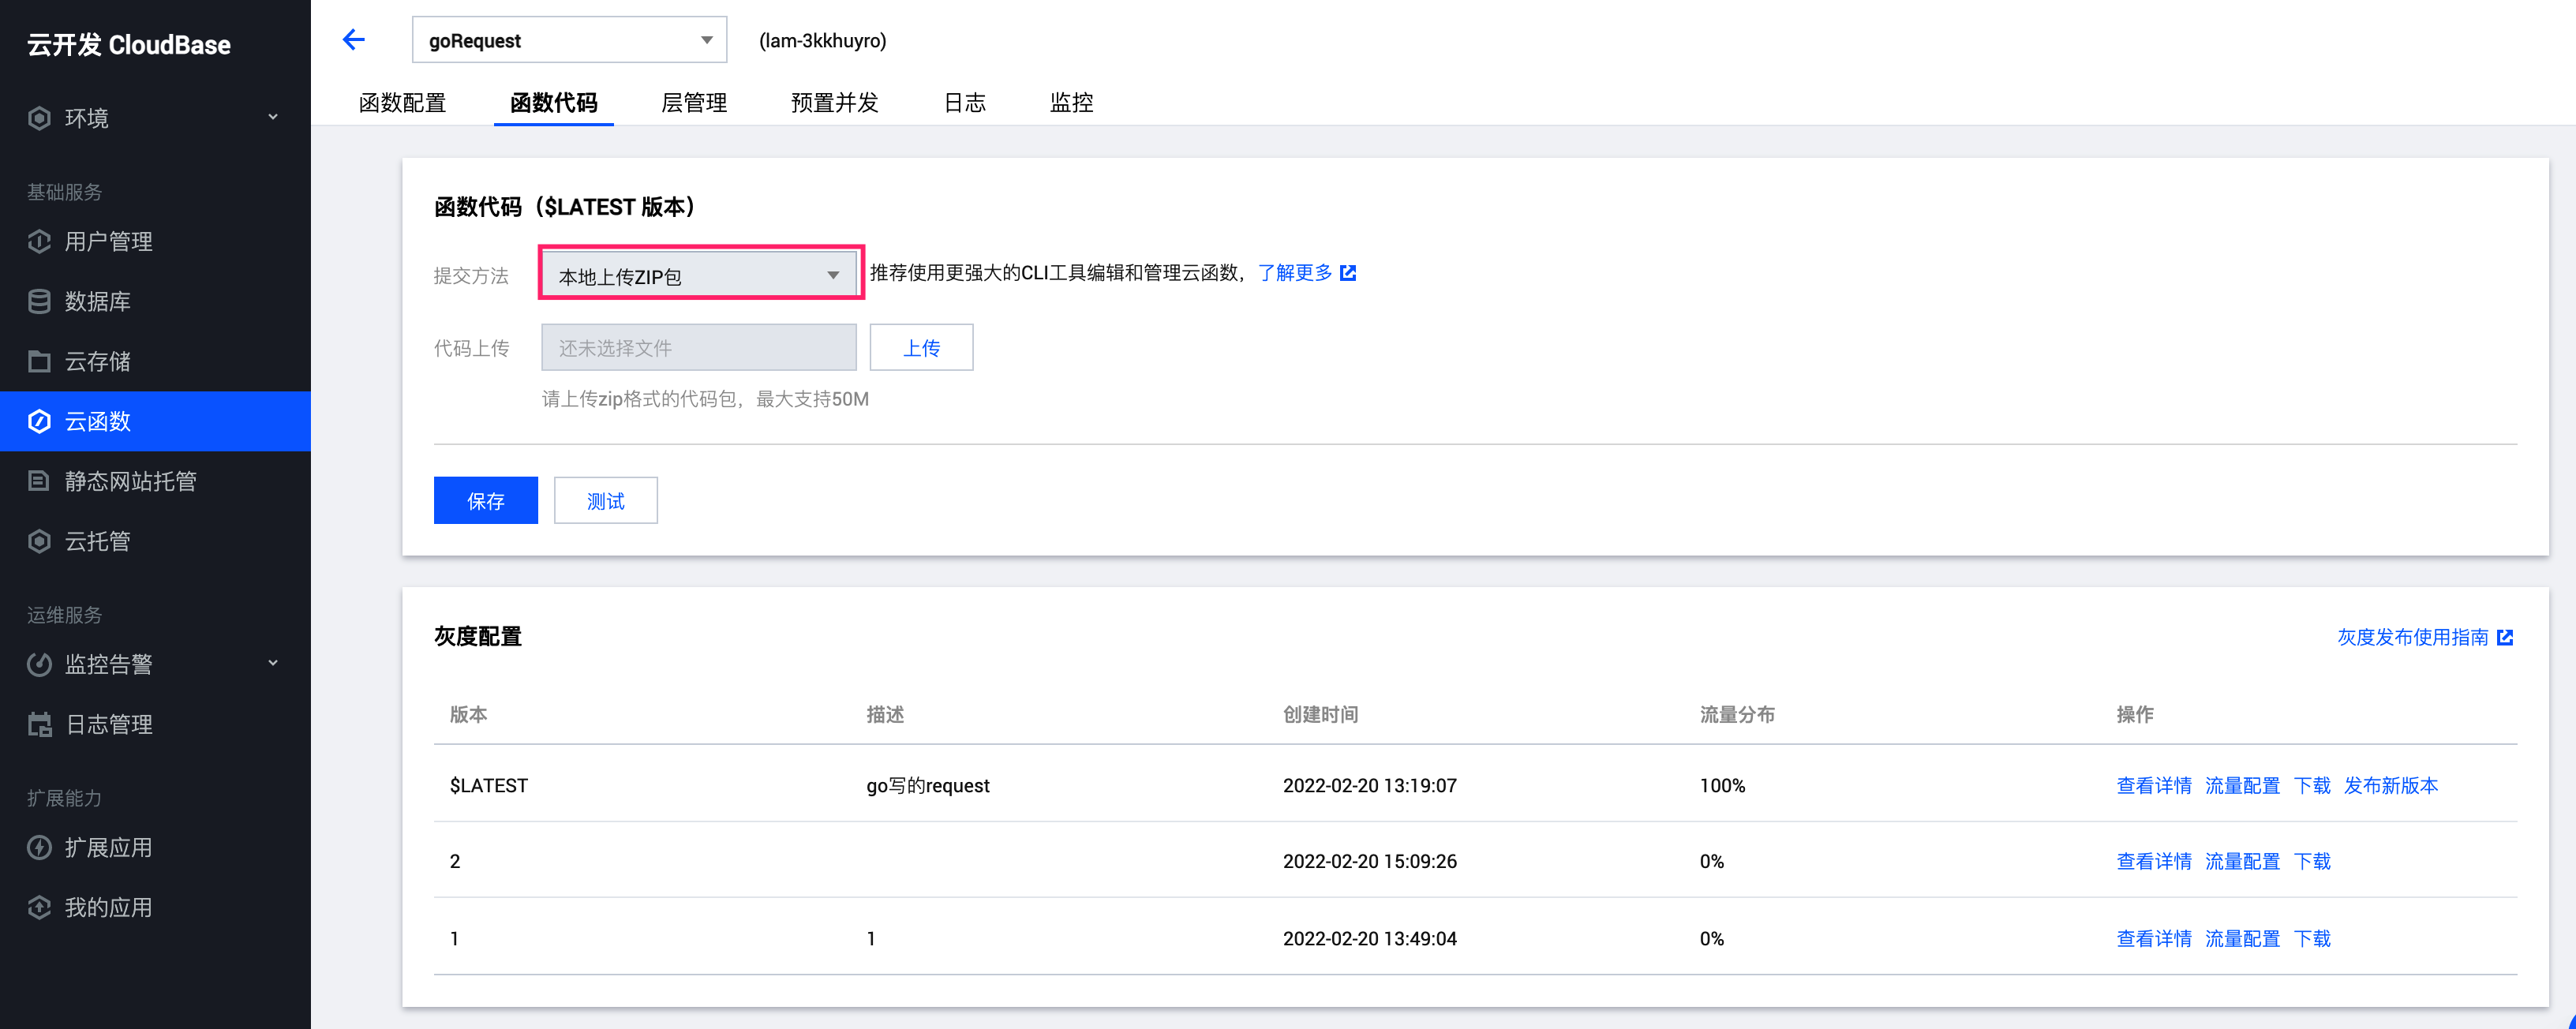 云开发 CloudBase
环境
基础服务
用户管理
数据库
云存储
云函数
静态网站托管
云托管
运维服务
监控告警
日志管理
扩展能力
扩展应用
我的应用
goRequest
(lam-3kkhuyro)
函数配置 函数代码 层管理 预置并发 日志 监控
函数代码（$LATEST 版本）
提交方法 本地上传ZIP包 推荐使用更强大的CLI工具编辑和管理云函数，了解更多
代码上传 还未选择文件 上传
请上传zip格式的代码包，最大支持50M
保存 测试
灰度配置 灰度发布使用指南
版本 描述 创建时间 流量分布 操作
$LATEST go写的request 2022-02-20 13:19:07 100% 查看详情 流量配置 下载 发布新版本
2 2022-02-20 15:09:26 0% 查看详情 流量配置 下载
1 1 2022-02-20 13:49:04 0% 查看详情 流量配置 下载